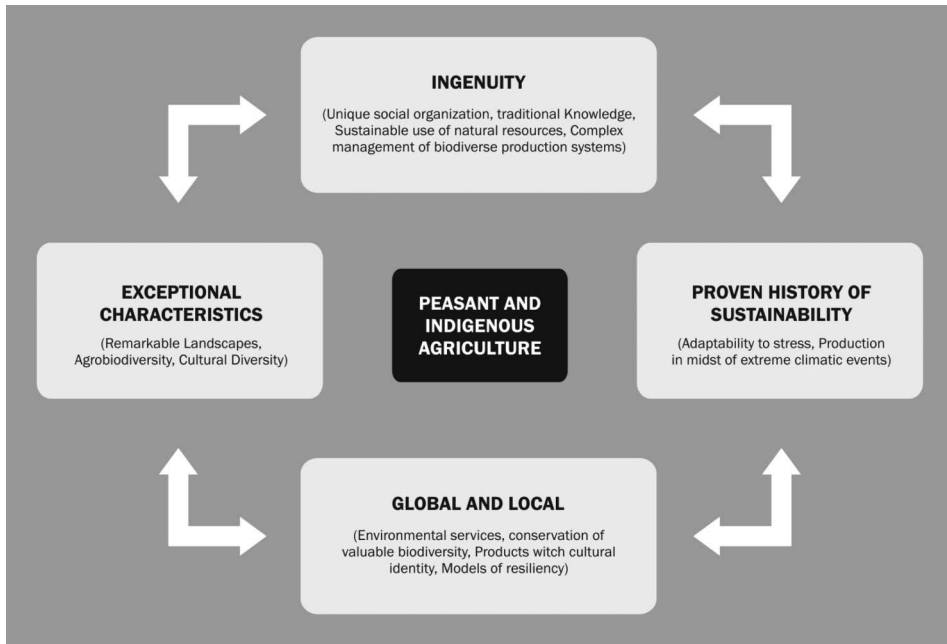 INGENUITY
(Unique social organization, traditional Knowledge,
Sustainable use of natural resources, Complex
management of biodiverse production systems)
EXCEPTIONAL
CHARACTERISTICS
(Remarkable Landscapes,
Agrobiodiversity, Cultural Diversity)
PEASANT AND
INDIGENOUS
AGRICULTURE
PROVEN HISTORY OF
SUSTAINABILITY
(Adaptability to stress, Production
in midst of extreme climatic events)
GLOBAL AND LOCAL
(Environmental services, conservation of
valuable biodiversity, Products witch cultural
identity, Models of resiliency)